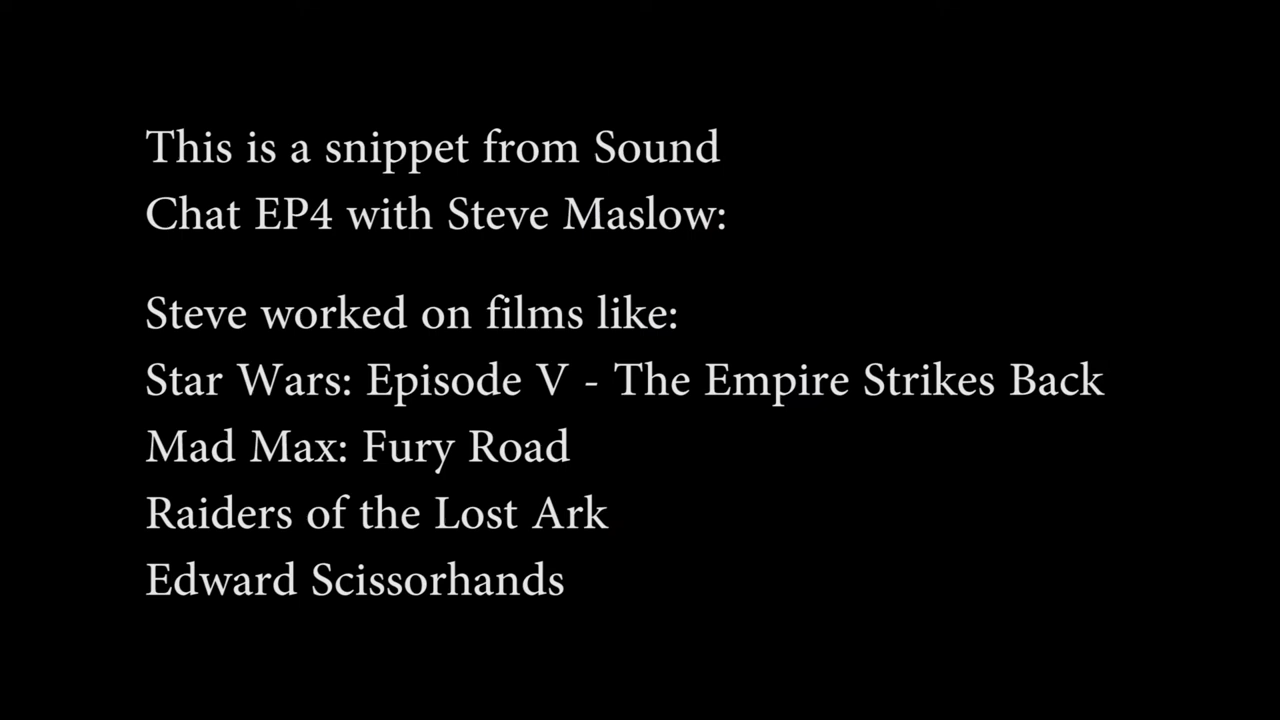 This is a snippet from Sound
Chat EP4 with Steve Maslow:
Steve worked on films like:
Star Wars: Episode V - The Empire Strikes Back
Mad Max: Fury Road
Raiders of the Lost Ark
Edward Scissorhands